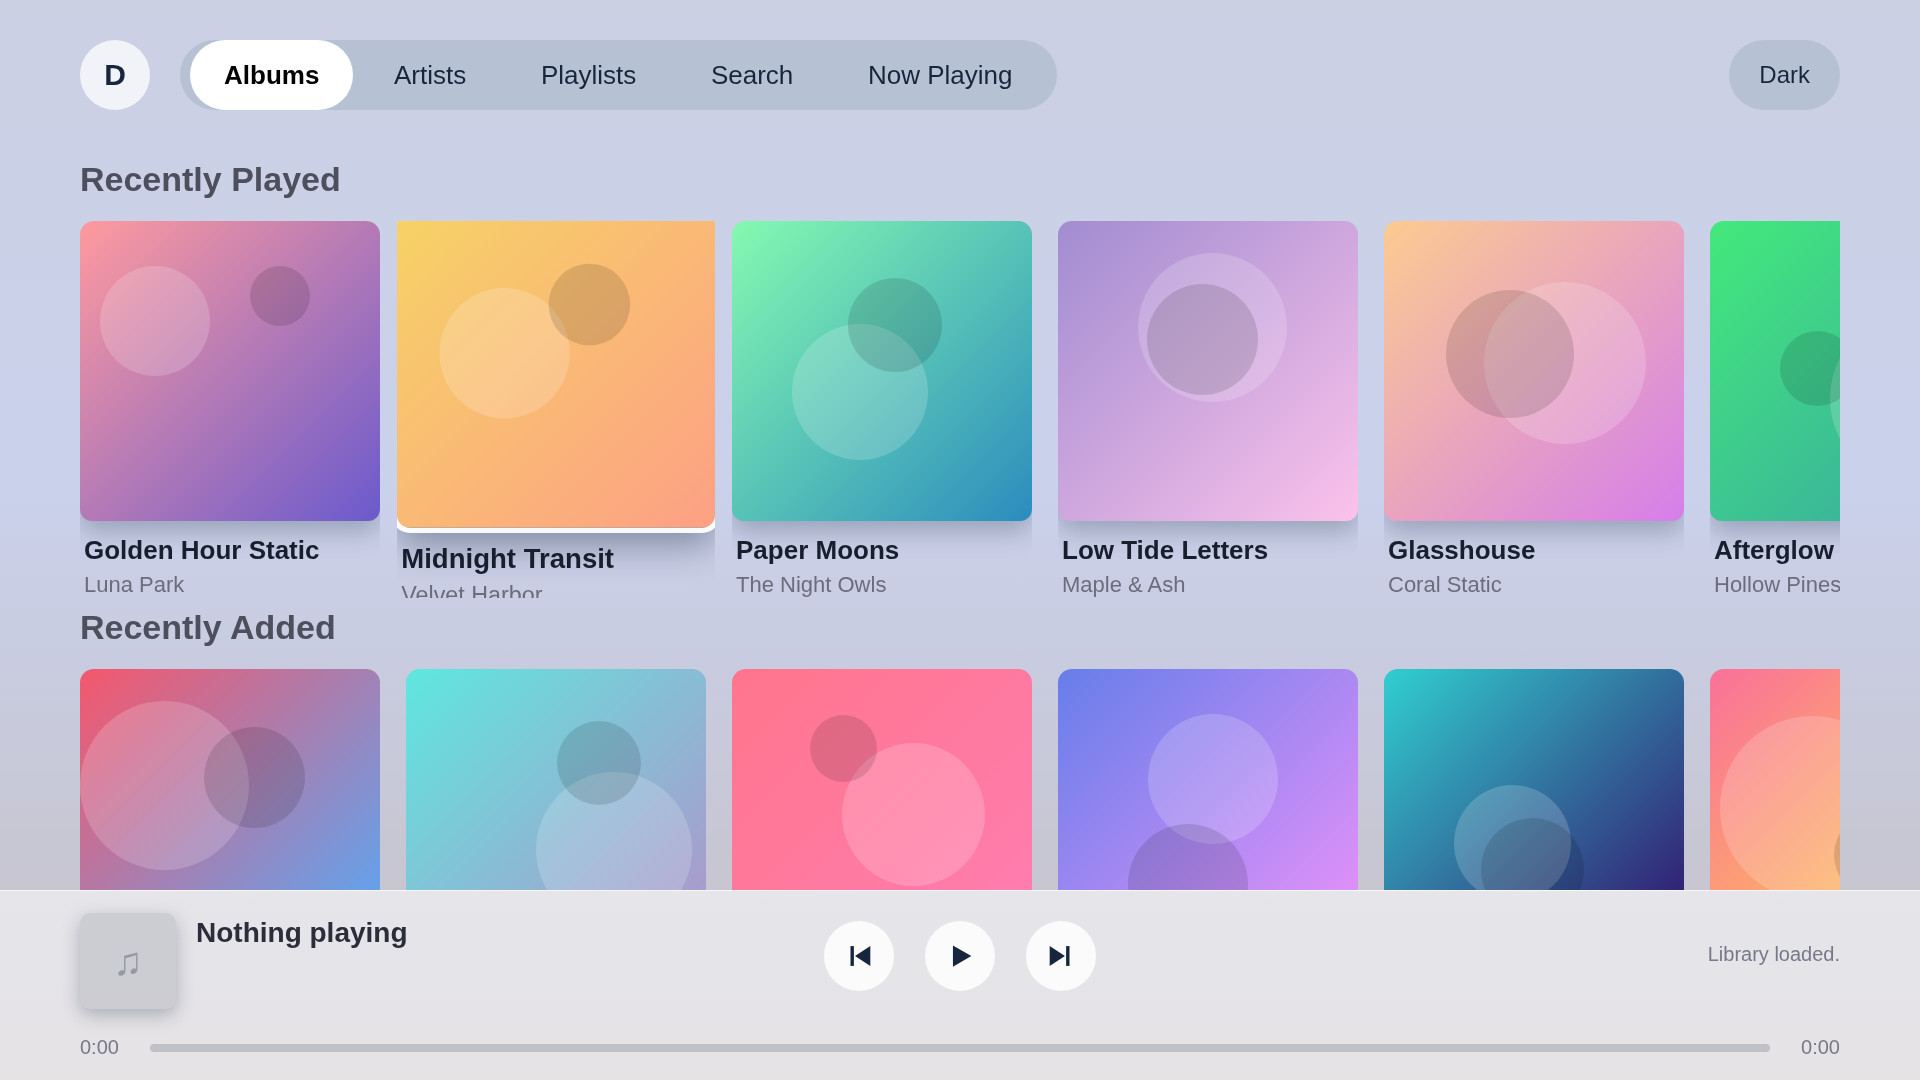 D
Albums
Artists
Playlists
Search
Now Playing
Dark
Recently Played
Golden Hour Static
Luna Park
Midnight Transit
Velvet Harbor
Paper Moons
The Night Owls
Low Tide Letters
Maple & Ash
Glasshouse
Coral Static
Afterglow
Hollow Pines
Recently Added
Nothing playing
Library loaded.
0:00
0:00